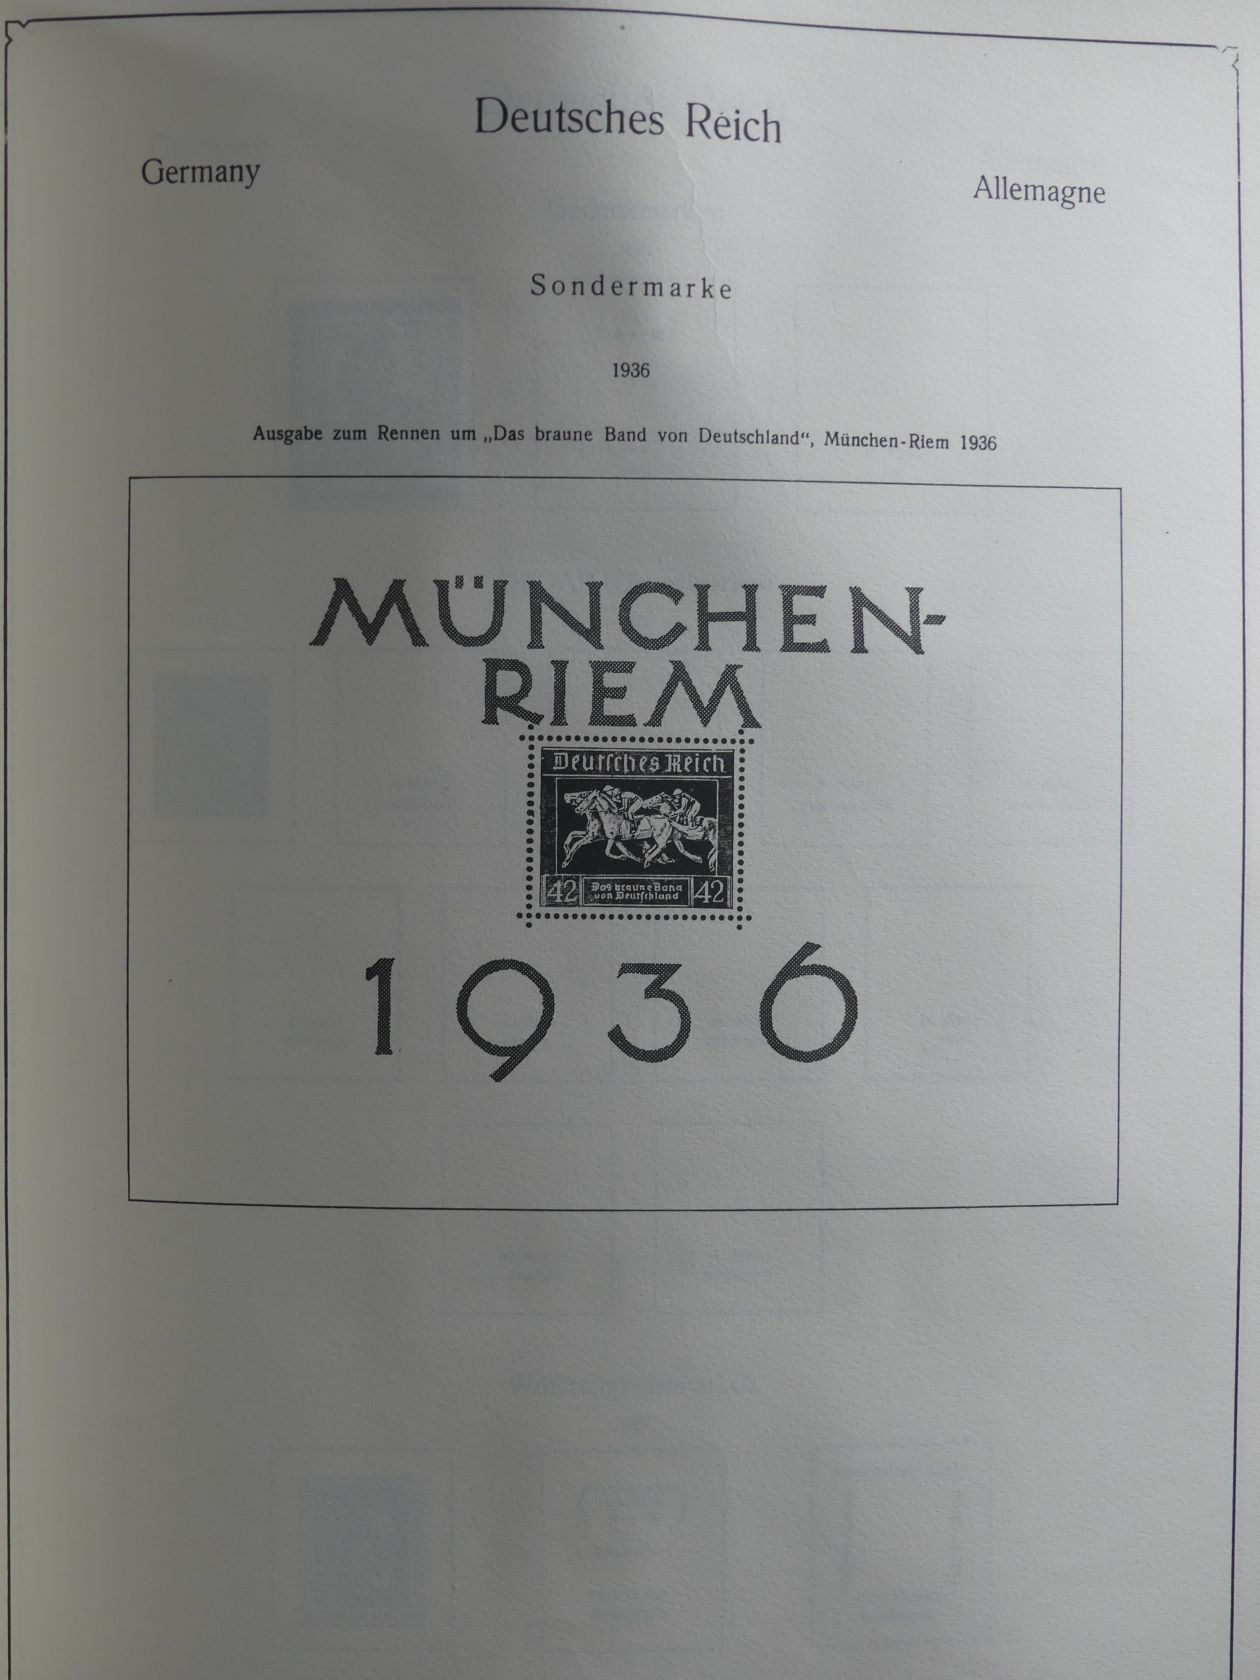 Deutsches Reich
Germany
Allemagne
Sondermarke
1936
Ausgabe zum Rennen um „Das braune Band von Deutschland“, München-Riem 1936
MÜNCHEN-
RIEM
Deutsches Reich
42 Das braune Band 42
von Deutschland
1936